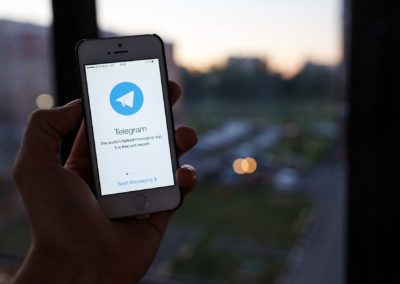 Telegram
The world's fastest messaging app.
It is free and secure.
Start Messaging